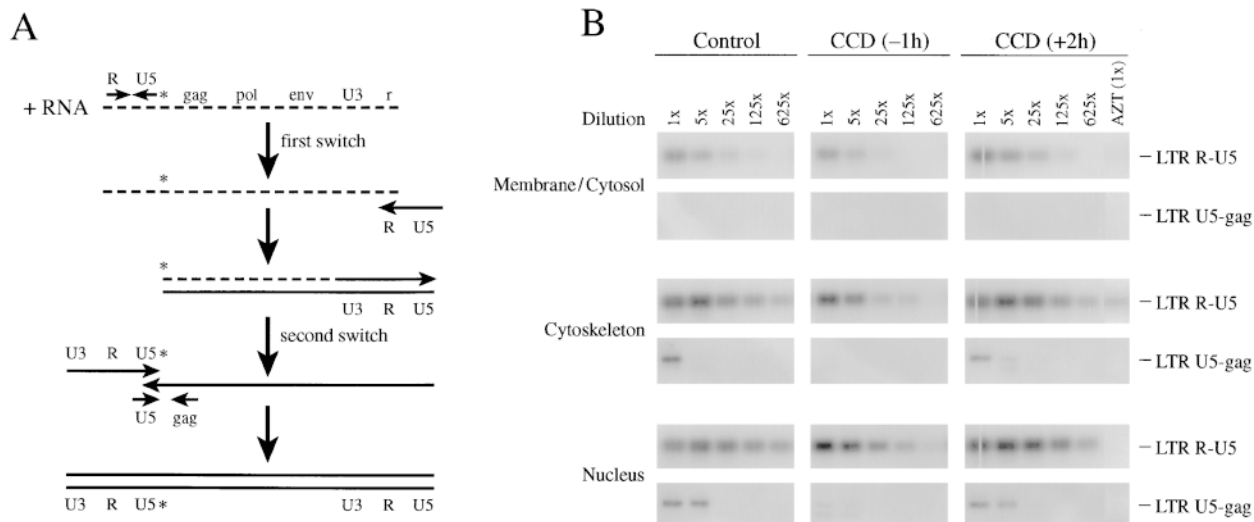 A
R U5
+ RNA
* gag pol env U3 r
first switch
*
R U5
*
U3 R U5
second switch
U3 R U5*
U5 gag
U3 R U5* U3 R U5
B
Control CCD (–1h) CCD (+2h)
Dilution 1x 5x 25x 125x 625x 1x 5x 25x 125x 625x 1x 5x 25x 125x 625x AZT (1x)
– LTR R-U5
Membrane/Cytosol
– LTR U5-gag
– LTR R-U5
Cytoskeleton
– LTR U5-gag
– LTR R-U5
Nucleus
– LTR U5-gag